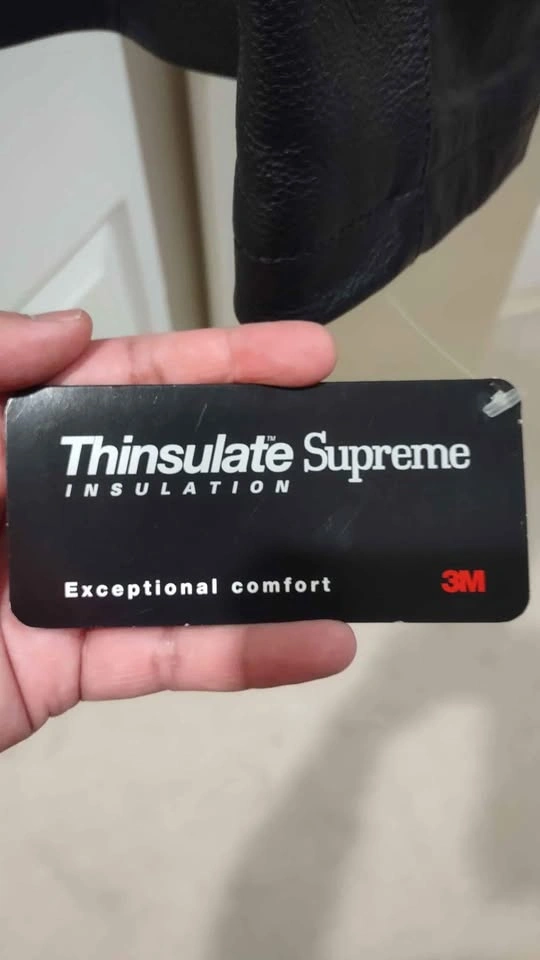 Thinsulate™ Supreme
INSULATION
Exceptional comfort
3M